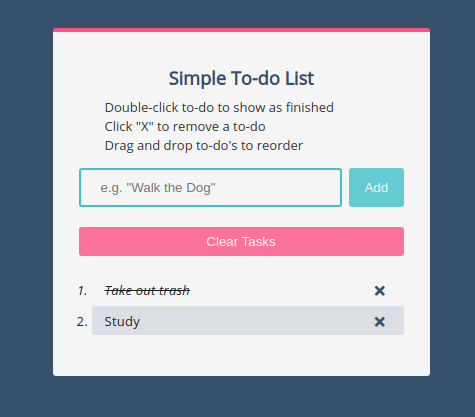 Simple To-do List
Double-click to-do to show as finished
Click "X" to remove a to-do
Drag and drop to-do's to reorder
e.g. "Walk the Dog" Add
Clear Tasks
1. Take out trash ×
2. Study ×